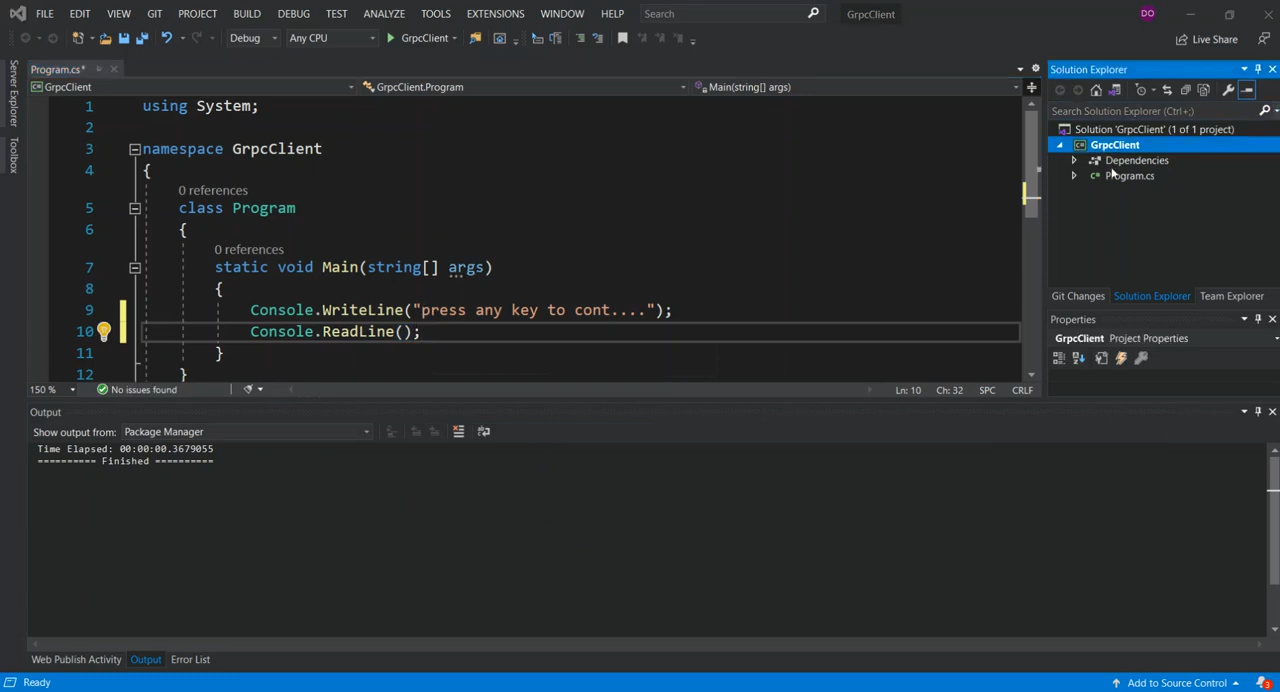 FILE EDIT VIEW GIT PROJECT BUILD DEBUG TEST ANALYZE TOOLS EXTENSIONS WINDOW HELP Search GrpcClient DO
Debug Any CPU GrpcClient Live Share
Server Explorer
Toolbox
Program.cs*
GrpcClient GrpcClient.Program Main(string[] args)
1 using System;
2
3 namespace GrpcClient
4 {
0 references
5 class Program
6 {
0 references
7 static void Main(string[] args)
8 {
9 Console.WriteLine("press any key to cont....");
10 Console.ReadLine();
11 }
12 }
150 % No issues found Ln: 10 Ch: 32 SPC CRLF
Solution Explorer
Search Solution Explorer (Ctrl+;)
Solution 'GrpcClient' (1 of 1 project)
GrpcClient
Dependencies
Program.cs
Git Changes Solution Explorer Team Explorer
Properties
GrpcClient Project Properties
Output
Show output from: Package Manager
Time Elapsed: 00:00:00.3679055
========== Finished ==========
Web Publish Activity Output Error List
Ready Add to Source Control 3